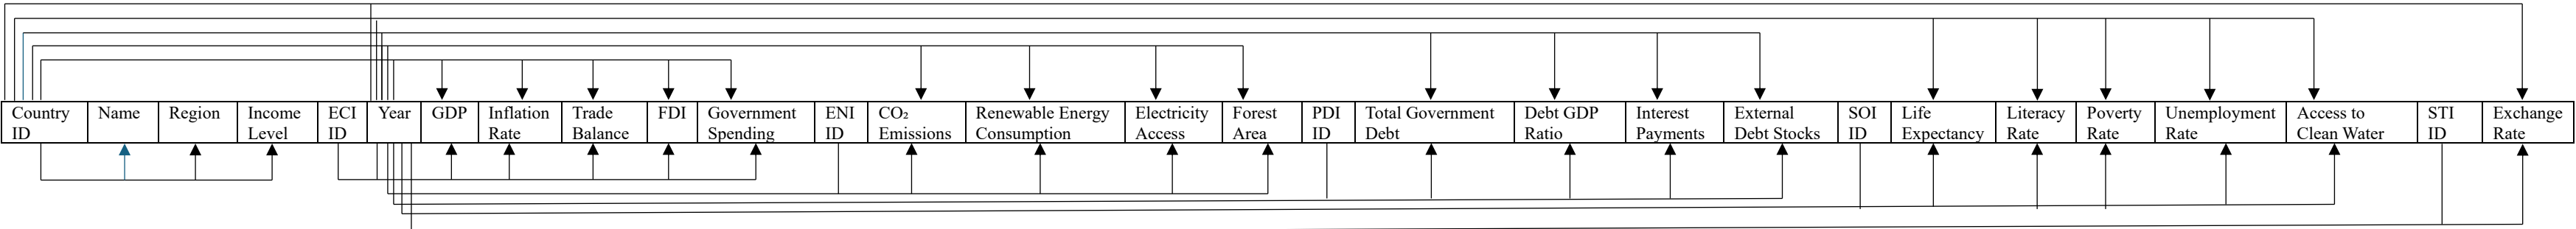 Country ID
Name
Region
Income Level
ECI ID
Year
GDP
Inflation Rate
Trade Balance
FDI
Government Spending
ENI ID
CO₂ Emissions
Renewable Energy Consumption
Electricity Access
Forest Area
PDI ID
Total Government Debt
Debt GDP Ratio
Interest Payments
External Debt Stocks
SOI ID
Life Expectancy
Literacy Rate
Poverty Rate
Unemployment Rate
Access to Clean Water
STI ID
Exchange Rate